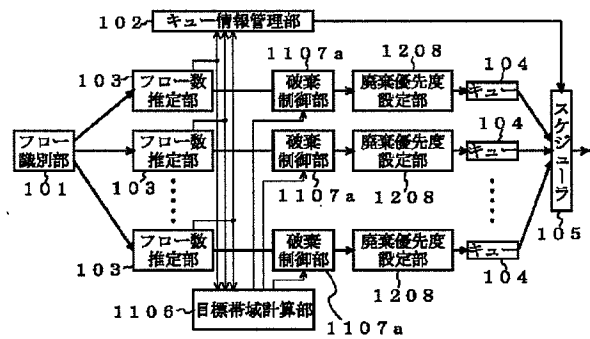 102
キュー情報管理部
1107a
1208
104
103
フロー数
推定部
破棄
制御部
廃棄優先度
設定部
キュー
フロー
識別部
101
フロー数
推定部
103
破棄
制御部
1107a
廃棄優先度
設定部
1208
104
キュー
スケジューラ
105
フロー数
推定部
103
破棄
制御部
廃棄優先度
設定部
1208
キュー
104
1106
目標帯域計算部
1107a